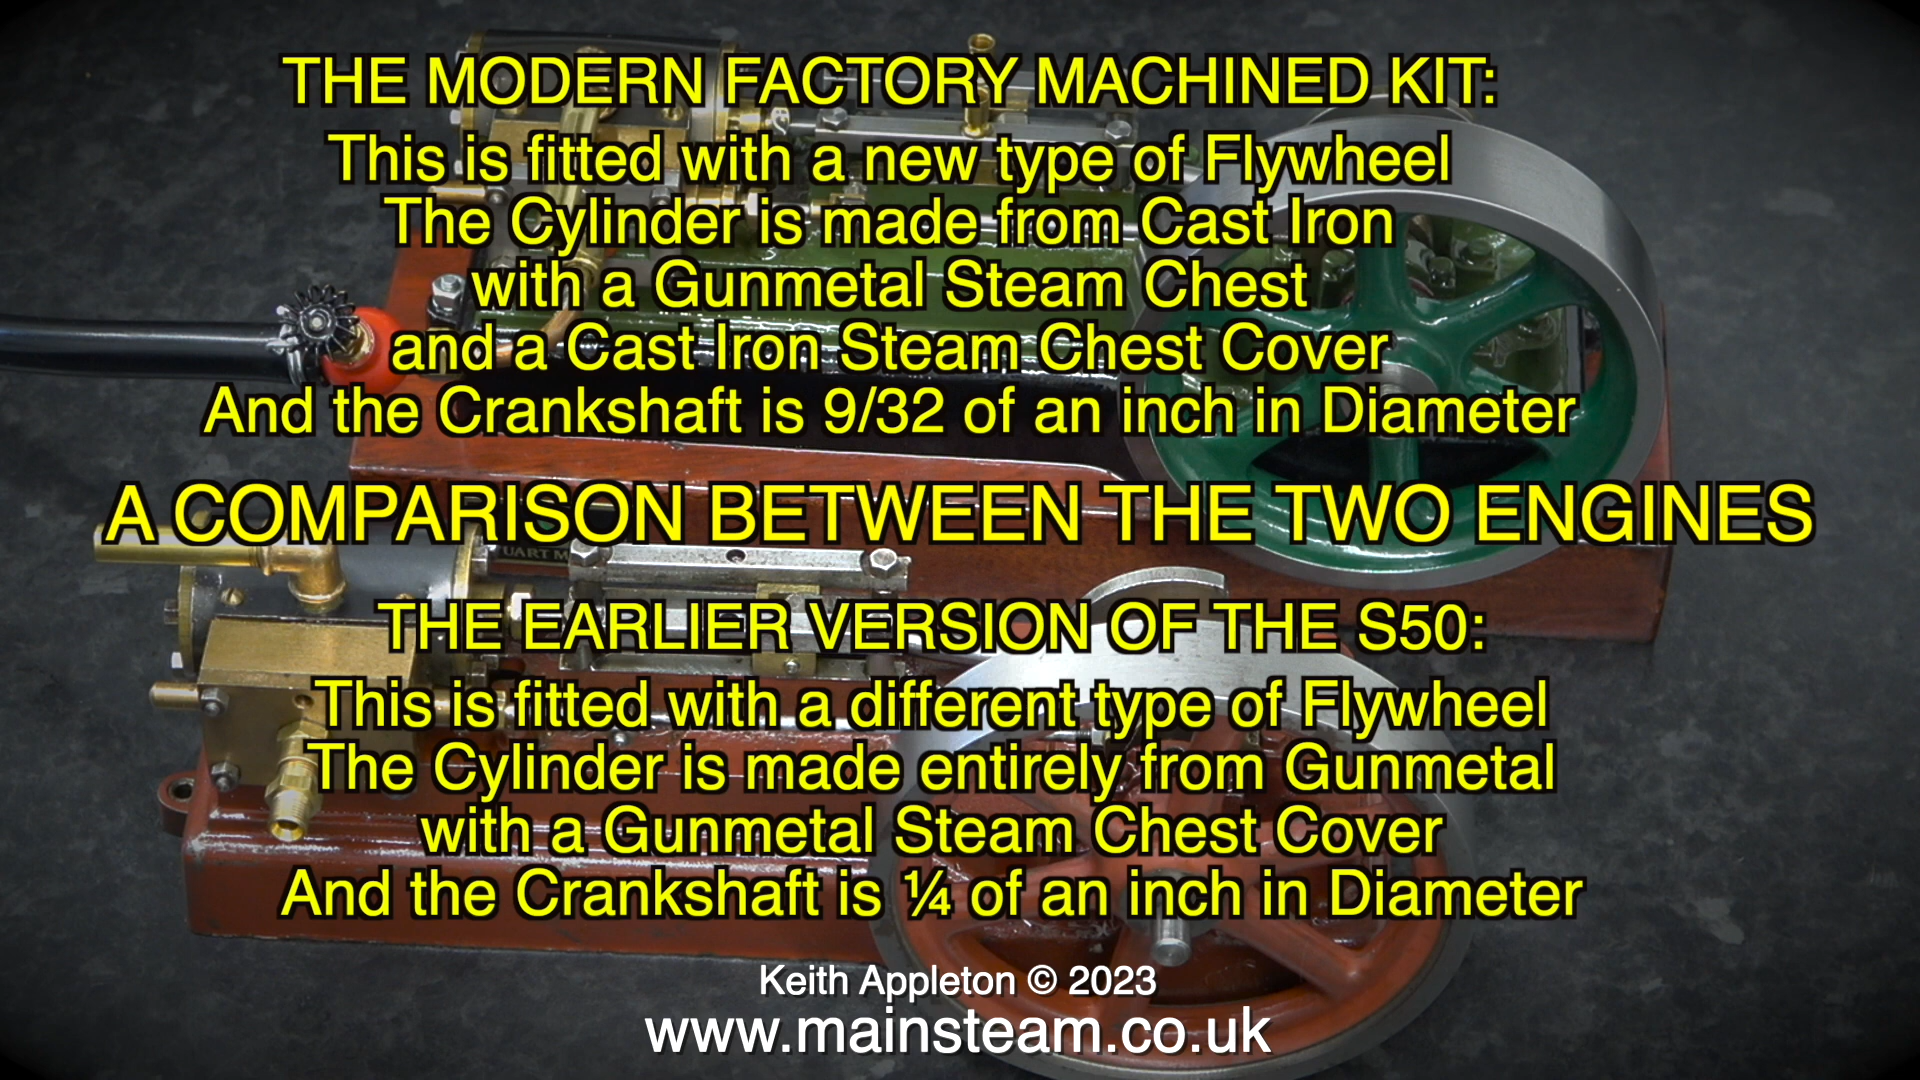 THE MODERN FACTORY MACHINED KIT:
This is fitted with a new type of Flywheel
The Cylinder is made from Cast Iron
with a Gunmetal Steam Chest
and a Cast Iron Steam Chest Cover
And the Crankshaft is 9/32 of an inch in Diameter
A COMPARISON BETWEEN THE TWO ENGINES
THE EARLIER VERSION OF THE S50:
This is fitted with a different type of Flywheel
The Cylinder is made entirely from Gunmetal
with a Gunmetal Steam Chest Cover
And the Crankshaft is ¼ of an inch in Diameter
Keith Appleton © 2023
www.mainsteam.co.uk